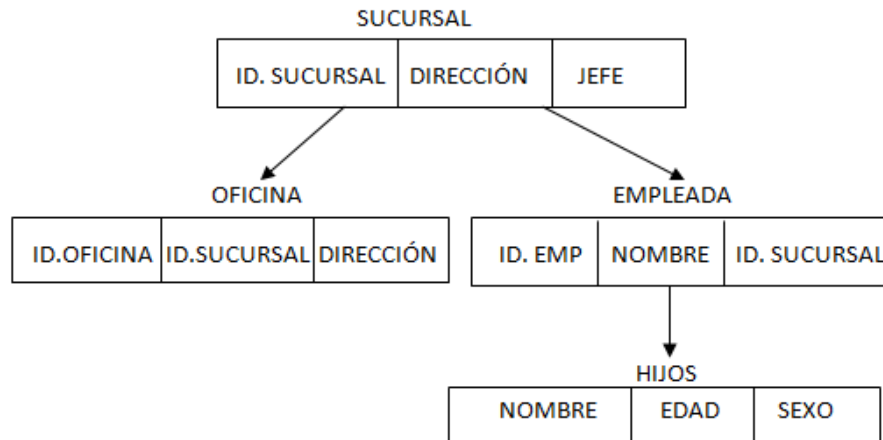 SUCURSAL
ID. SUCURSAL DIRECCIÓN JEFE
OFICINA EMPLEADA
ID.OFICINA ID.SUCURSAL DIRECCIÓN ID. EMP NOMBRE ID. SUCURSAL
HIJOS
NOMBRE EDAD SEXO